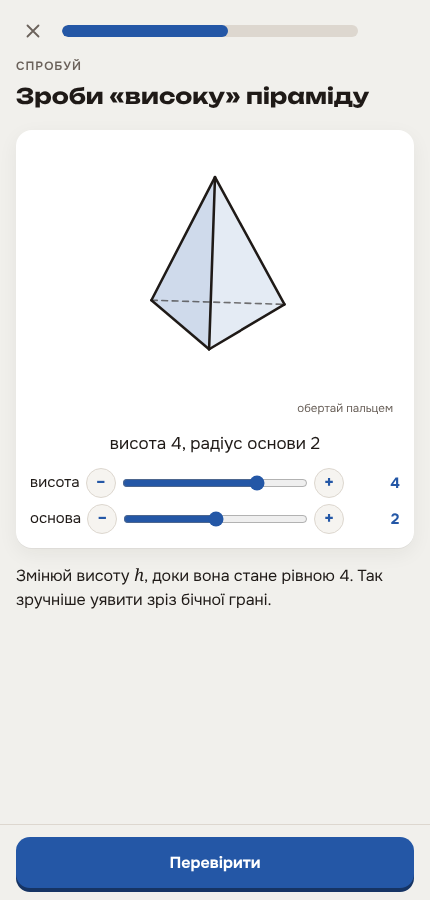 СПРОБУЙ
Зроби «високу» піраміду
обертай пальцем
висота 4, радіус основи 2
висота − + 4
основа − + 2
Змінюй висоту h, доки вона стане рівною 4. Так
зручніше уявити зріз бічної грані.
Перевірити